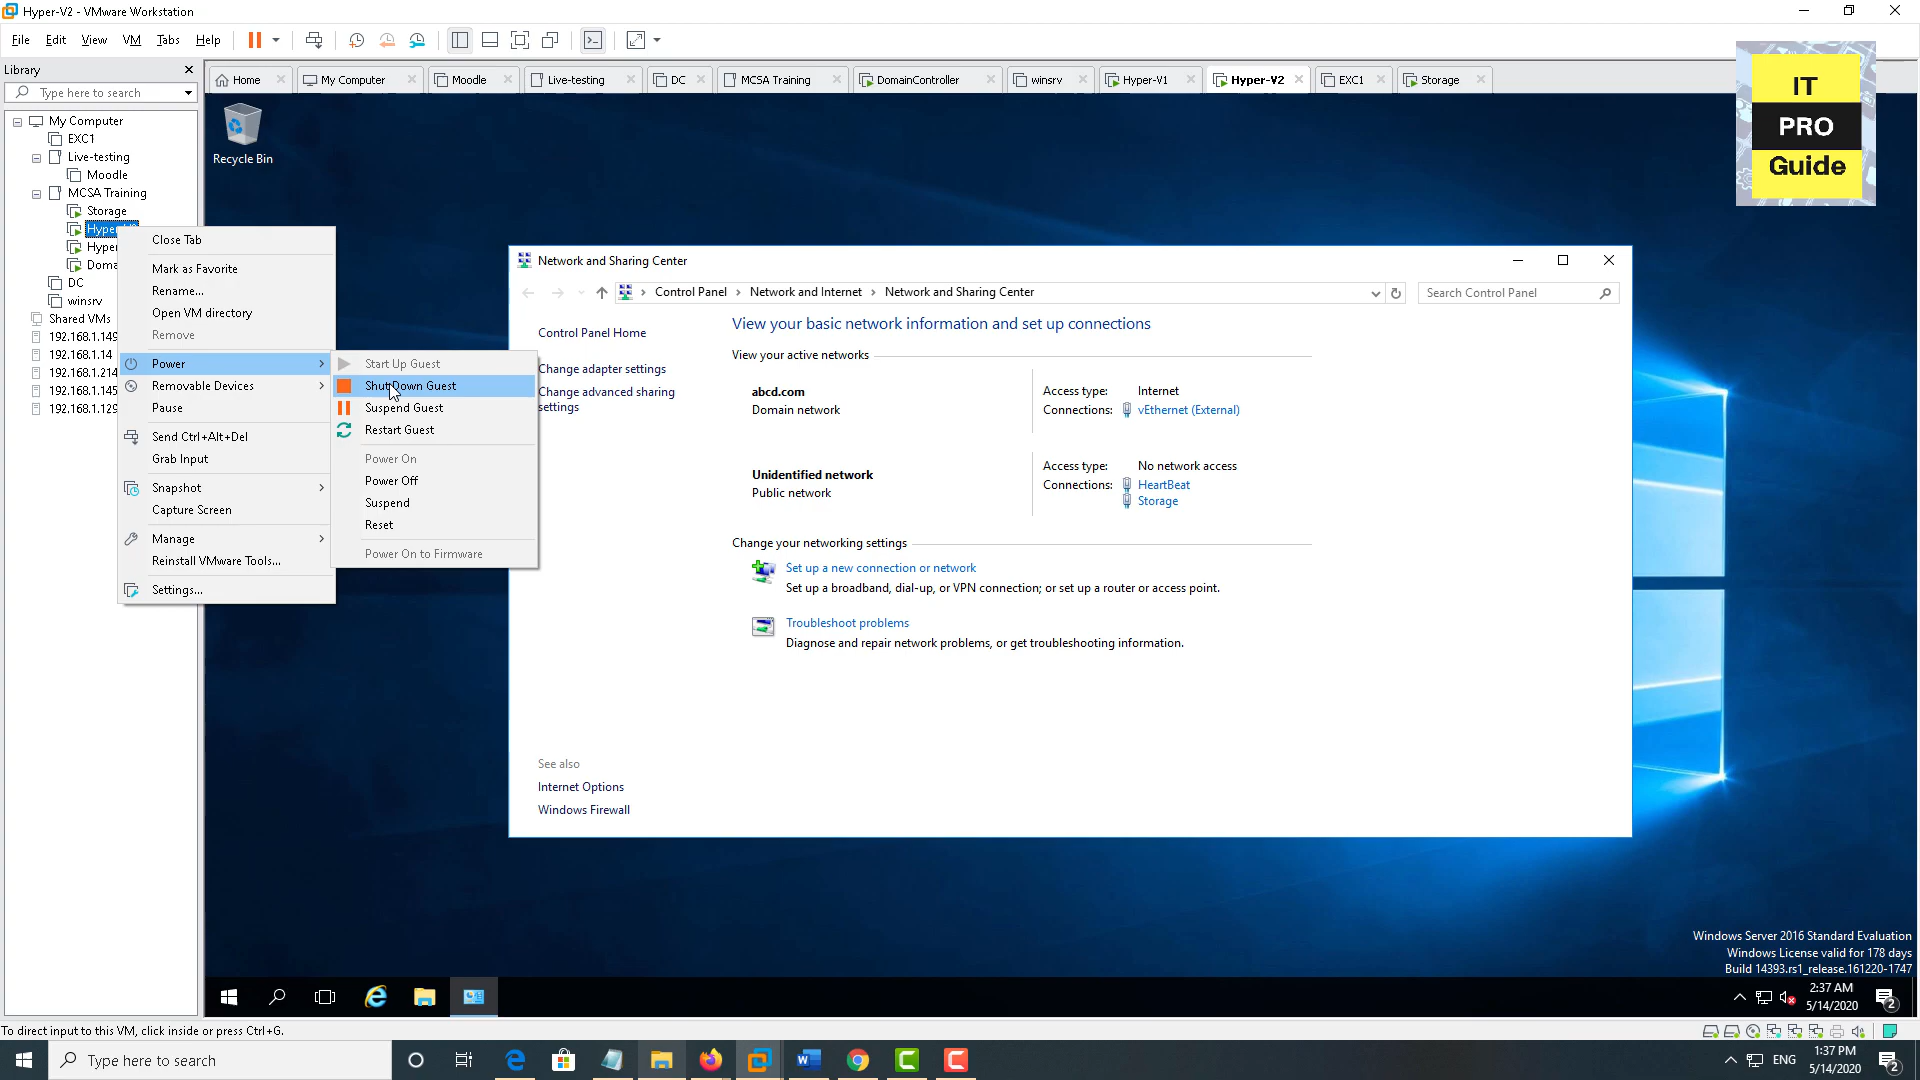 Hyper-V2 - VMware Workstation
File Edit View VM Tabs Help
Library
Type here to search
My Computer
EXC1
Live-testing
Moodle
MCSA Training
Storage
Hyper
Hyper
Doma
DC
winsrv
Shared VMs
192.168.1.149
192.168.1.14
192.168.1.214
192.168.1.145
192.168.1.129
Home My Computer Moodle Live-testing DC MCSA Training DomainController winsrv Hyper-V1 Hyper-V2 EXC1 Storage
Recycle Bin
IT
PRO
Guide
Close Tab
Mark as Favorite
Rename...
Open VM directory
Remove
Power
Removable Devices
Pause
Send Ctrl+Alt+Del
Grab Input
Snapshot
Capture Screen
Manage
Reinstall VMware Tools...
Settings...
Start Up Guest
Shut Down Guest
Suspend Guest
Restart Guest
Power On
Power Off
Suspend
Reset
Power On to Firmware
Network and Sharing Center
Control Panel Network and Internet Network and Sharing Center
Search Control Panel
Control Panel Home
Change adapter settings
Change advanced sharing
settings
View your basic network information and set up connections
View your active networks
abcd.com
Domain network
Access type: Internet
Connections: vEthernet (External)
Unidentified network
Public network
Access type: No network access
Connections: HeartBeat
Storage
Change your networking settings
Set up a new connection or network
Set up a broadband, dial-up, or VPN connection; or set up a router or access point.
Troubleshoot problems
Diagnose and repair network problems, or get troubleshooting information.
See also
Internet Options
Windows Firewall
Windows Server 2016 Standard Evaluation
Windows License valid for 178 days
Build 14393.rs1_release.161220-1747
2:37 AM
5/14/2020
2
To direct input to this VM, click inside or press Ctrl+G.
Type here to search
ENG
1:37 PM
5/14/2020
2